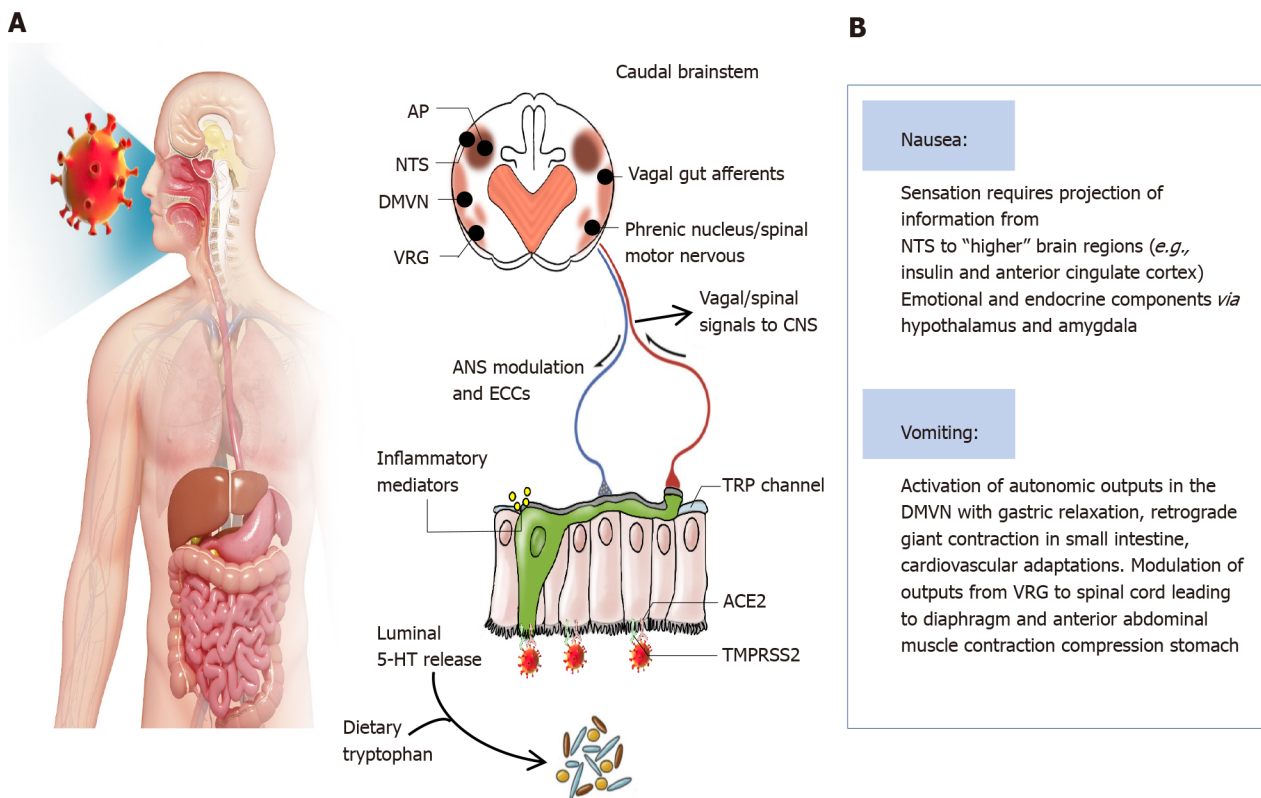 A
Caudal brainstem
AP
NTS
DMVN
VRG
Vagal gut afferents
Phrenic nucleus/spinal
motor nervous
Vagal/spinal
signals to CNS
ANS modulation
and ECCs
Inflammatory
mediators
TRP channel
ACE2
TMPRSS2
Luminal
5-HT release
Dietary
tryptophan
B
Nausea:
Sensation requires projection of
information from
NTS to “higher” brain regions (e.g.,
insulin and anterior cingulate cortex)
Emotional and endocrine components via
hypothalamus and amygdala
Vomiting:
Activation of autonomic outputs in the
DMVN with gastric relaxation, retrograde
giant contraction in small intestine,
cardiovascular adaptations. Modulation of
outputs from VRG to spinal cord leading
to diaphragm and anterior abdominal
muscle contraction compression stomach